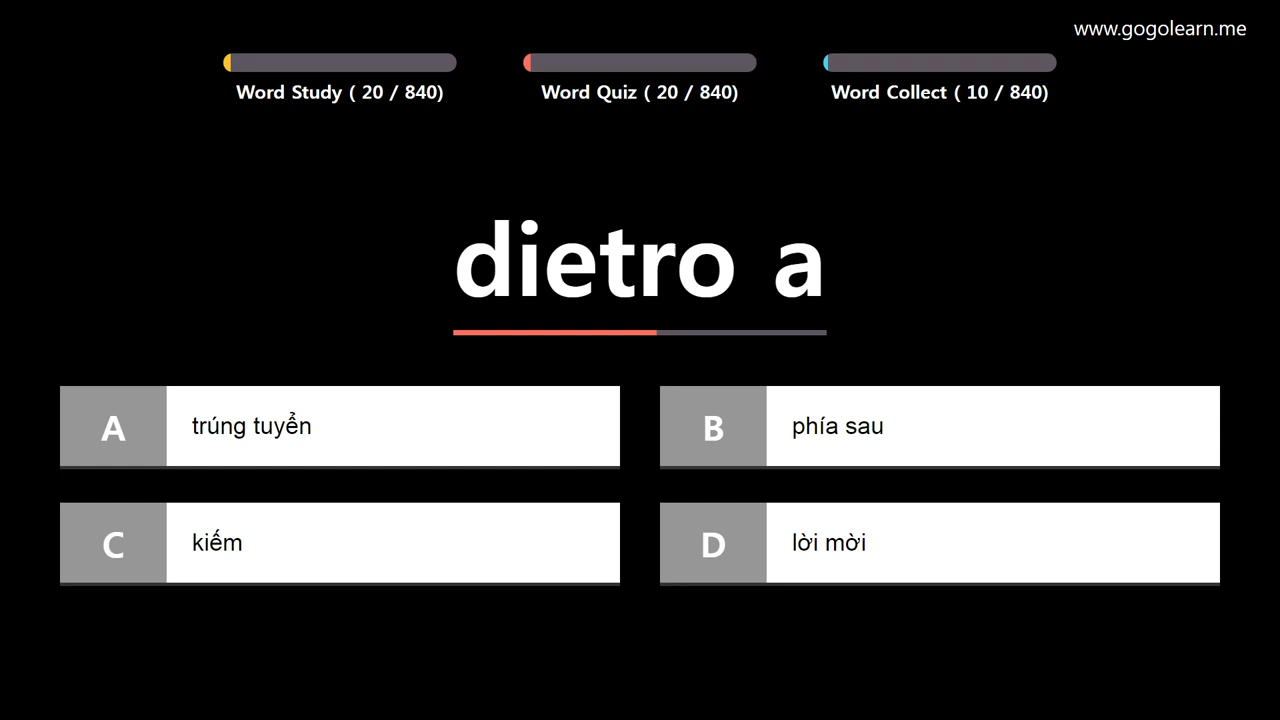 www.gogolearn.me
Word Study ( 20 / 840)
Word Quiz ( 20 / 840)
Word Collect ( 10 / 840)
dietro a
A
trúng tuyển
B
phía sau
C
kiếm
D
lời mời